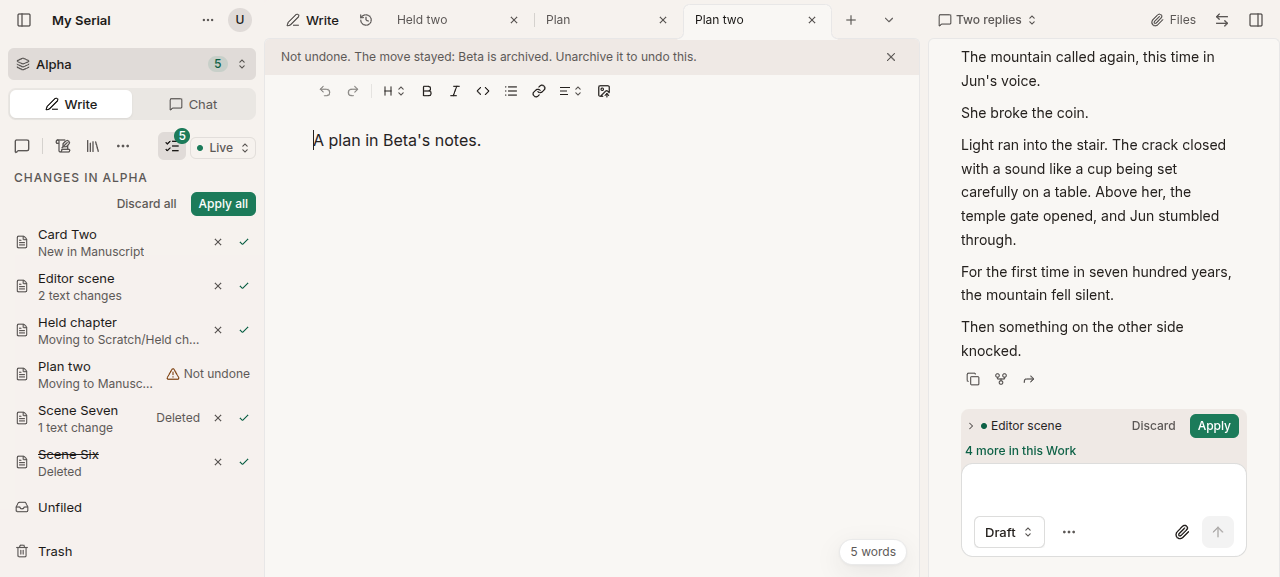 My Serial
U
Write
Held two
Plan
Plan two
Two replies
Files
Alpha
5
Write
Chat
5
Live
CHANGES IN ALPHA
Discard all
Apply all
Card Two
New in Manuscript
Editor scene
2 text changes
Held chapter
Moving to Scratch/Held ch...
Plan two
Moving to Manusc...
Not undone
Scene Seven
1 text change
Deleted
Scene Six
Deleted
Unfiled
Trash
Not undone. The move stayed: Beta is archived. Unarchive it to undo this.
H
B
I
A plan in Beta's notes.
5 words
The mountain called again, this time in
Jun's voice.
She broke the coin.
Light ran into the stair. The crack closed
with a sound like a cup being set
carefully on a table. Above her, the
temple gate opened, and Jun stumbled
through.
For the first time in seven hundred years,
the mountain fell silent.
Then something on the other side
knocked.
Editor scene
Discard
Apply
4 more in this Work
Draft